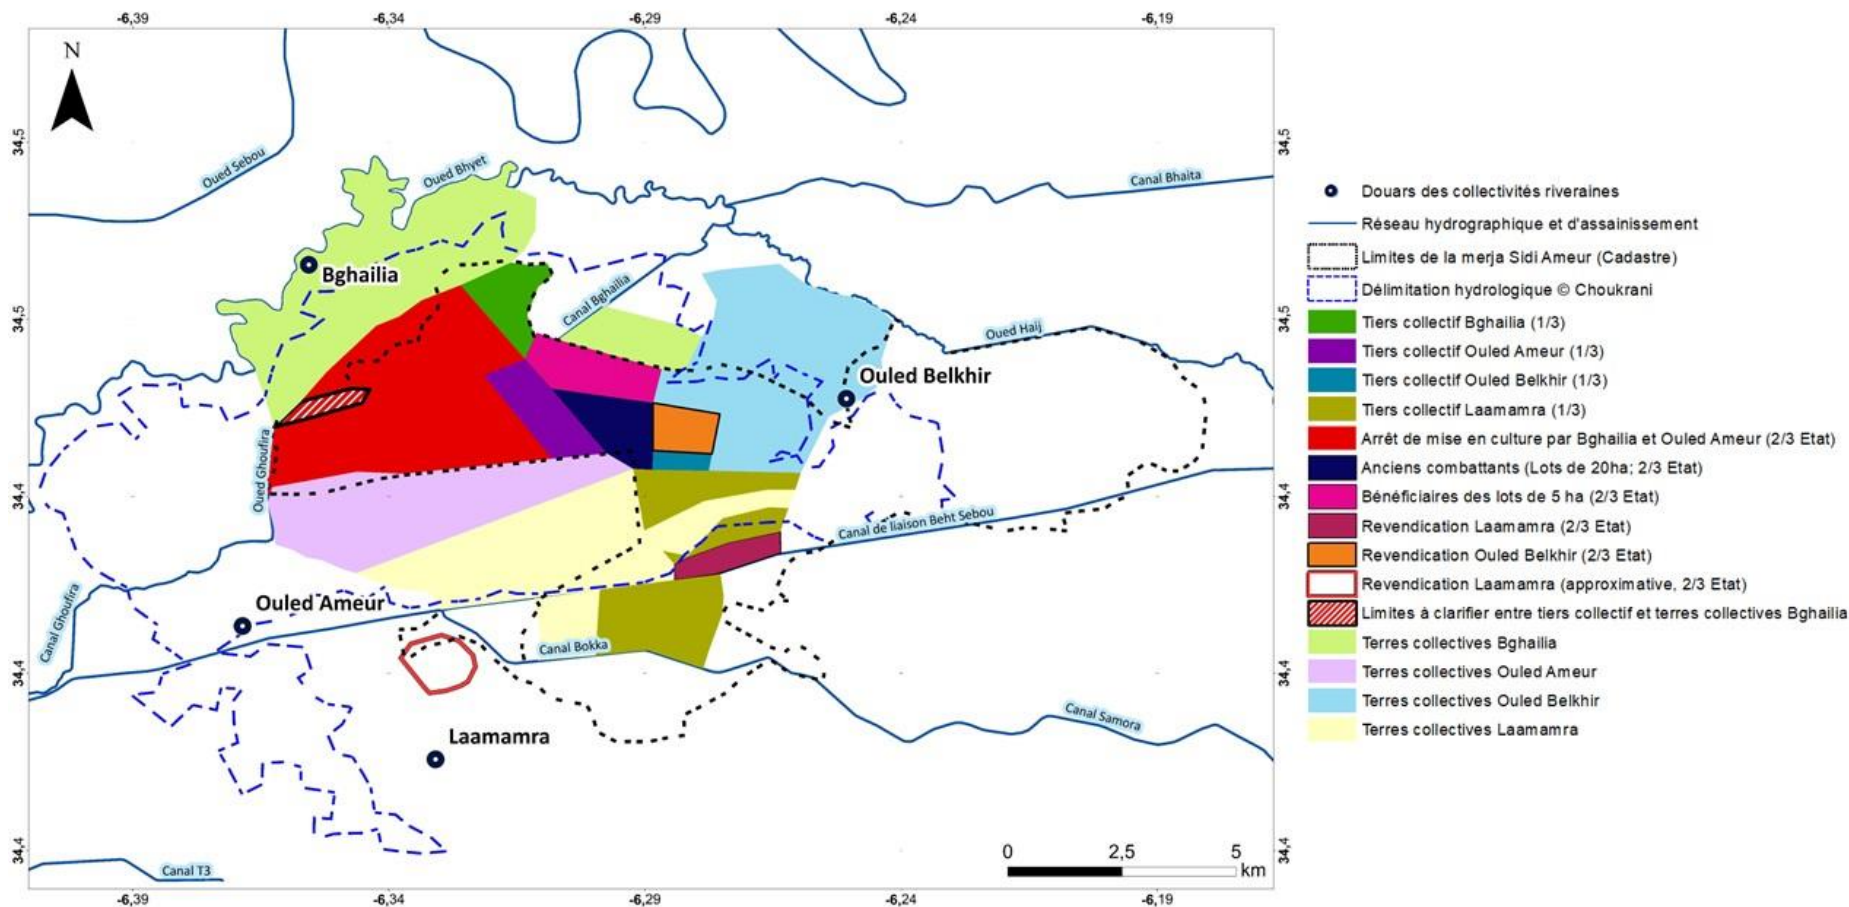 -6,39
-6,34
-6,29
-6,24
-6,19
N
34,5
34,5
Oued Sebou
Oued Bhyet
Canal Bhaita
Bghailia
Canal Bghailia
34,5
34,5
Oued Haij
Ouled Belkhir
Oued Ghoufira
34,4
34,4
Canal de liaison Beht Sebou
Canal Ghoufira
Ouled Ameur
Canal Bokka
34,4
34,4
Laamamra
Canal Samora
34,4
34,4
Canal T3
0
2,5
5
km
-6,39
-6,34
-6,29
-6,24
-6,19
Douars des collectivités riveraines
Réseau hydrographique et d'assainissement
Limites de la merja Sidi Ameur (Cadastre)
Délimitation hydrologique © Choukrani
Tiers collectif Bghailia (1/3)
Tiers collectif Ouled Ameur (1/3)
Tiers collectif Ouled Belkhir (1/3)
Tiers collectif Laamamra (1/3)
Arrêt de mise en culture par Bghailia et Ouled Ameur (2/3 Etat)
Anciens combattants (Lots de 20ha; 2/3 Etat)
Bénéficiaires des lots de 5 ha (2/3 Etat)
Revendication Laamamra (2/3 Etat)
Revendication Ouled Belkhir (2/3 Etat)
Revendication Laamamra (approximative, 2/3 Etat)
Limites à clarifier entre tiers collectif et terres collectives Bghailia
Terres collectives Bghailia
Terres collectives Ouled Ameur
Terres collectives Ouled Belkhir
Terres collectives Laamamra